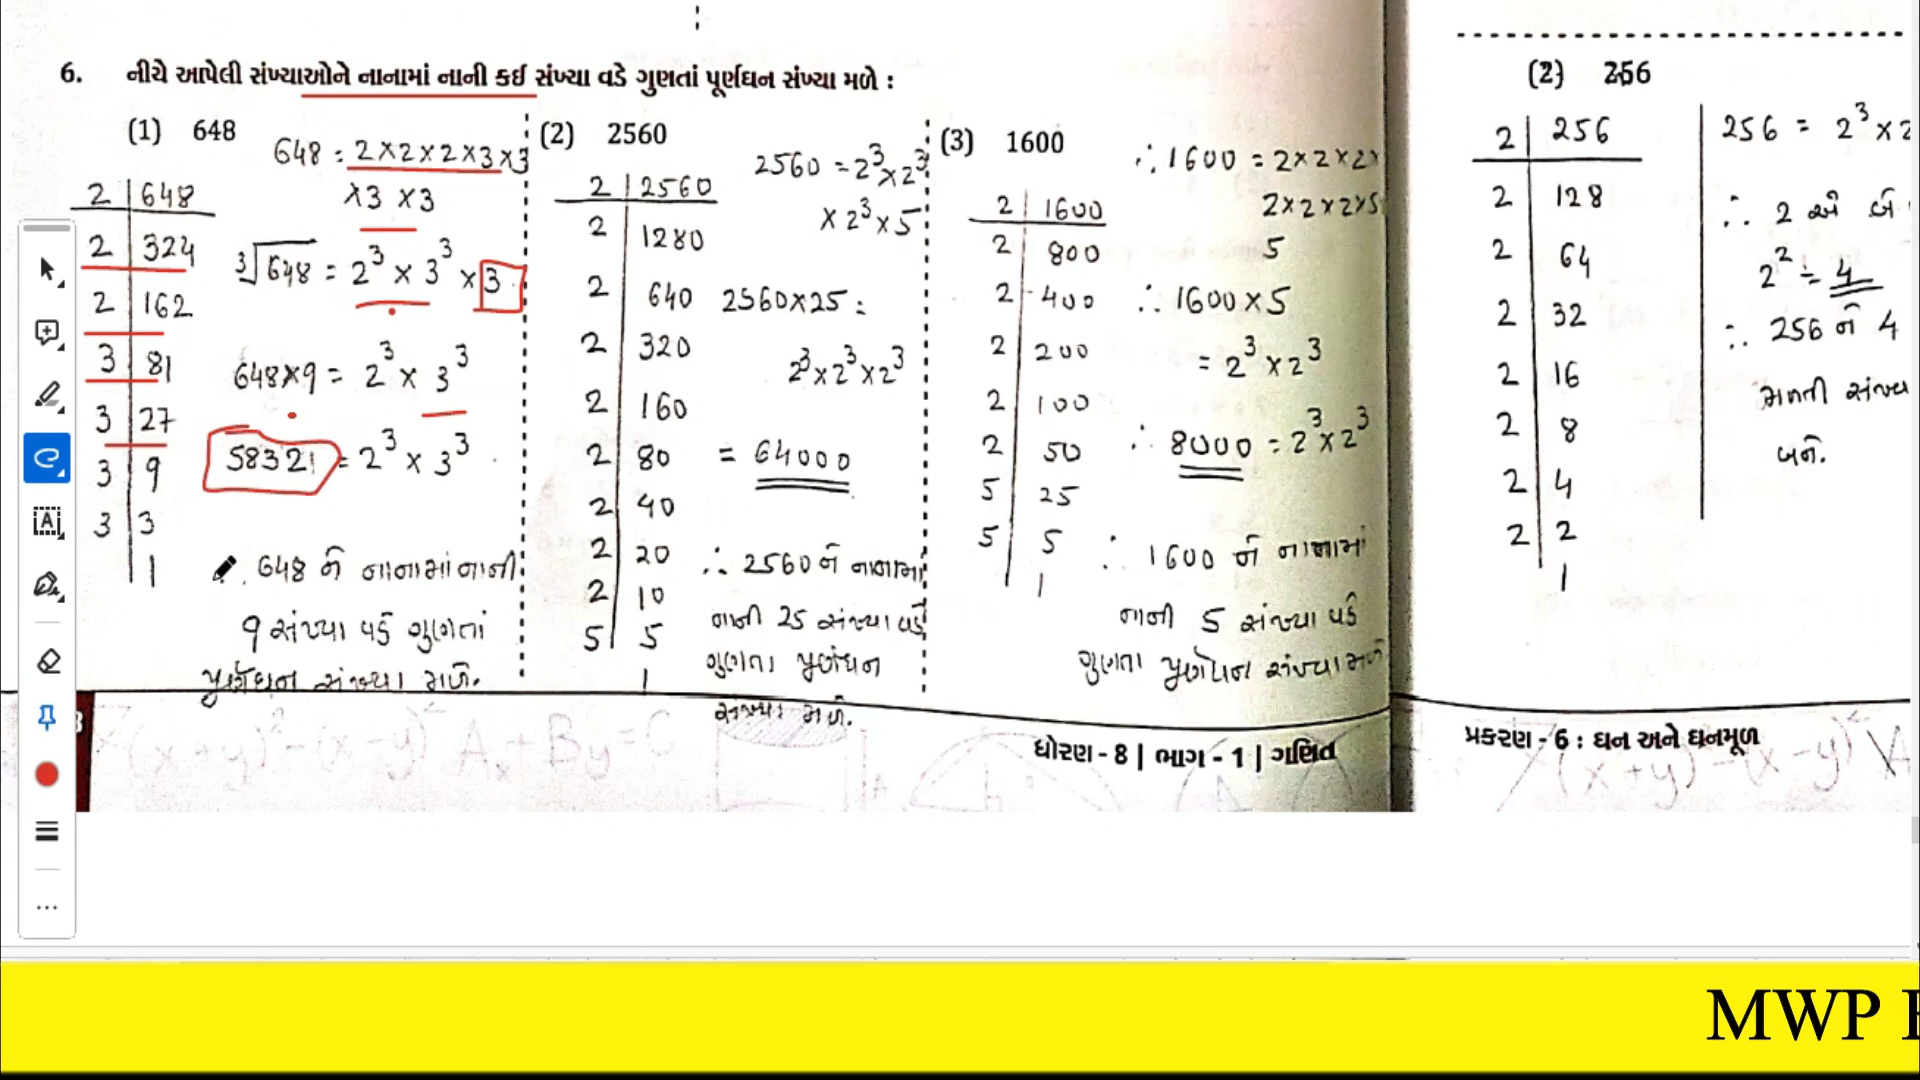 6. નીચે આપેલી સંખ્યાઓને નાનામાં નાની કઈ સંખ્યા વડે ગુણતાં પૂર્ણઘન સંખ્યા મળે :
(1) 648
648 = 2×2×2×3×3
×3 ×3
2 | 648
2 | 324
2 | 162
3 | 81
3 | 27
3 | 9
3 | 3
1
∛648 = 2³ × 3³ × 3
648×9 = 2³ × 3³
5832 = 2³ × 3³
648 ને નાનામાં નાની
9 સંખ્યા વડે ગુણતાં
પૂર્ણઘન સંખ્યા મળે.
(2) 2560
2560 = 2³×2³
× 2³×5
2 | 2560
2 | 1280
2 | 640
2 | 320
2 | 160
2 | 80
2 | 40
2 | 20
2 | 10
5 | 5
1
2560×25 =
2³×2³×2³
= 64000
∴ 2560 ને નાનામાં
નાની 25 સંખ્યા વડે
ગુણતા પૂર્ણઘન
સંખ્યા મળે.
(3) 1600
∴ 1600 = 2×2×2×
2×2×2×5
5
2 | 1600
2 | 800
2 | 400
2 | 200
2 | 100
2 | 50
5 | 25
5 | 5
1
∴ 1600×5
= 2³×2³
∴ 8000 = 2³×2³
∴ 1600 ને નાનામાં
નાની 5 સંખ્યા વડે
ગુણતા પૂર્ણઘન સંખ્યા મળે
ધોરણ - 8 | ભાગ - 1 | ગણિત
(2) 256
2 | 256
2 | 128
2 | 64
2 | 32
2 | 16
2 | 8
2 | 4
2 | 2
1
256 = 2³×2
∴ 2 એ બે
2² = 4
∴ 256 ને 4
મળતી સંખ્યા
બને.
પ્રકરણ - 6 : ઘન અને ઘનમૂળ
(x+y)²-(x-y)² Ax+By=C
(x+y)²-(x-y)²
MWP